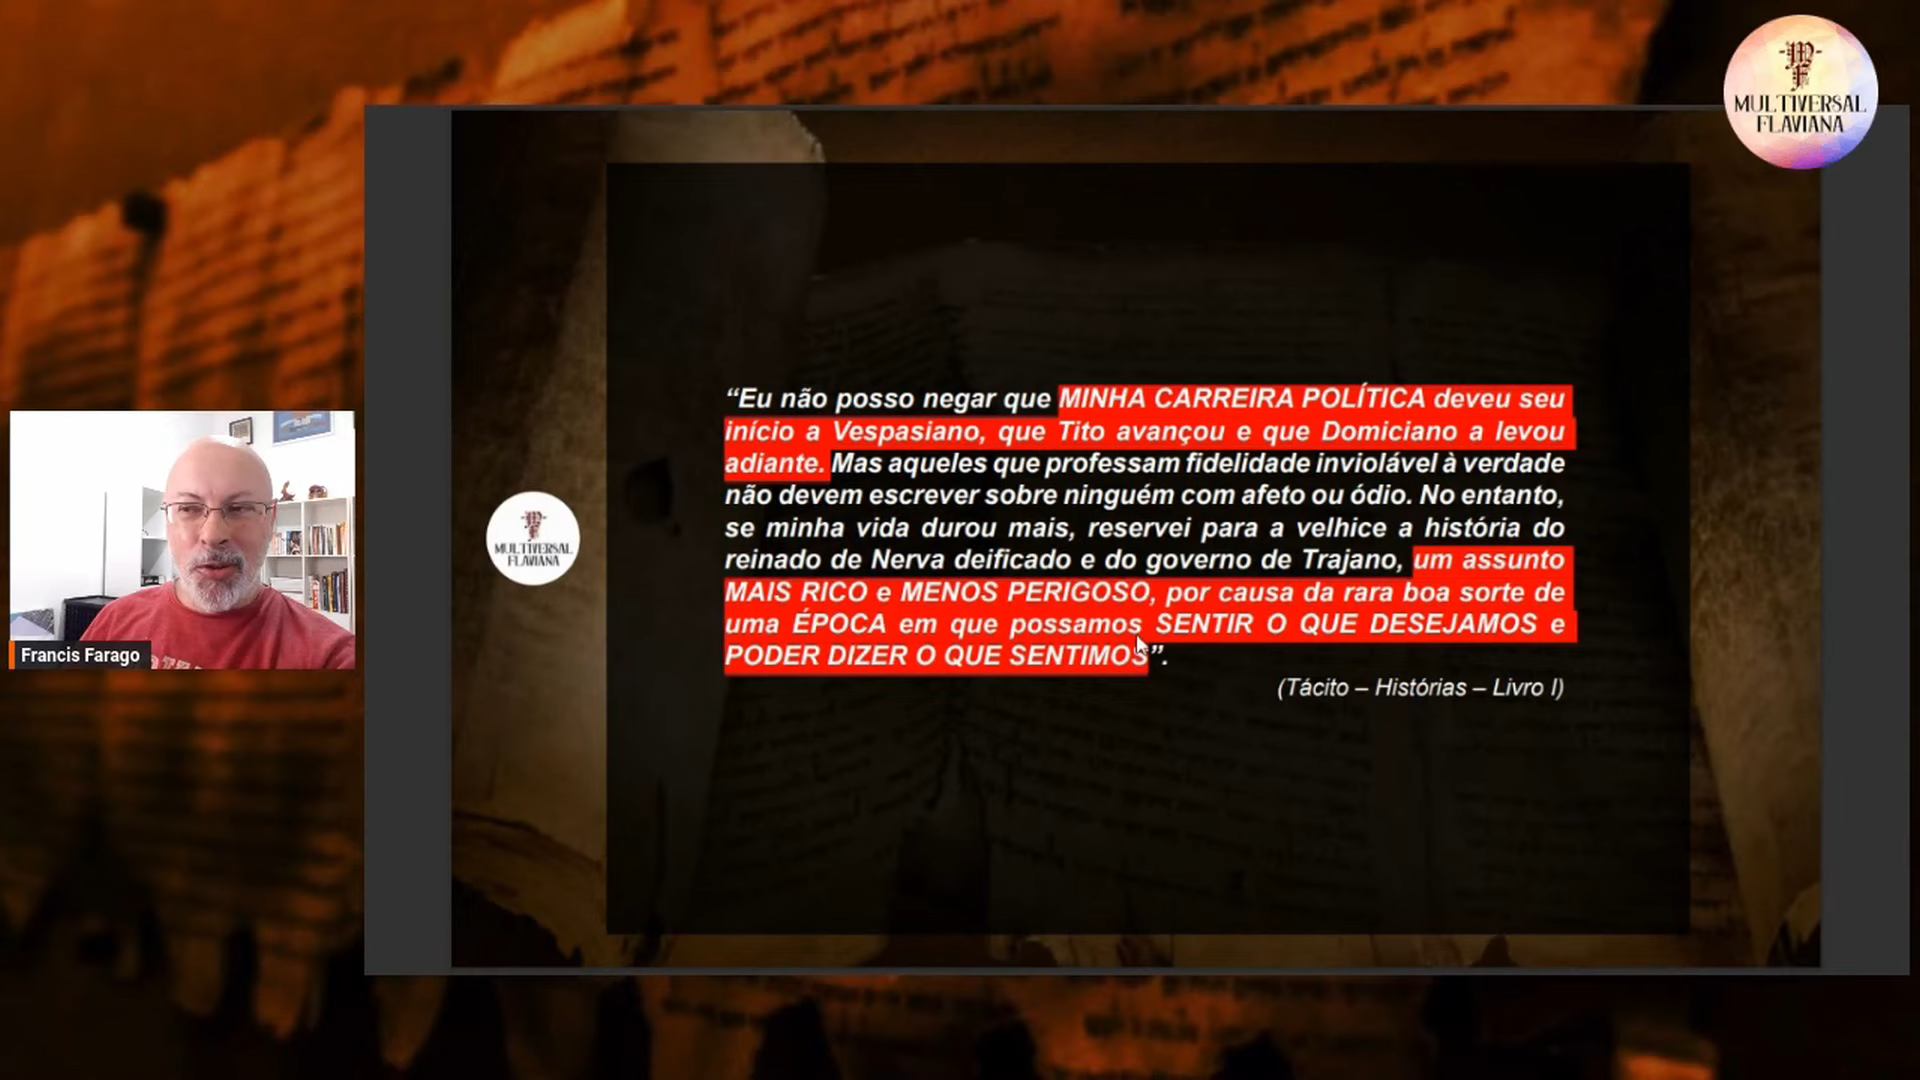 MULTIVERSAL
FLAVIANA
“Eu não posso negar que MINHA CARREIRA POLÍTICA deveu seu
início a Vespasiano, que Tito avançou e que Domiciano a levou
adiante. Mas aqueles que professam fidelidade inviolável à verdade
não devem escrever sobre ninguém com afeto ou ódio. No entanto,
se minha vida durou mais, reservei para a velhice a história do
reinado de Nerva deificado e do governo de Trajano, um assunto
MAIS RICO e MENOS PERIGOSO, por causa da rara boa sorte de
uma ÉPOCA em que possamos SENTIR O QUE DESEJAMOS e
PODER DIZER O QUE SENTIMOS”.
(Tácito – Histórias – Livro I)
MULTIVERSAL
FLAVIANA
Francis Farago